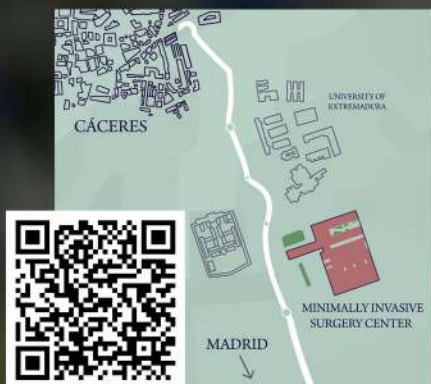 UNIVERSITY OF
EXTREMADURA
CÁCERES
MINIMALLY INVASIVE
SURGERY CENTER
MADRID